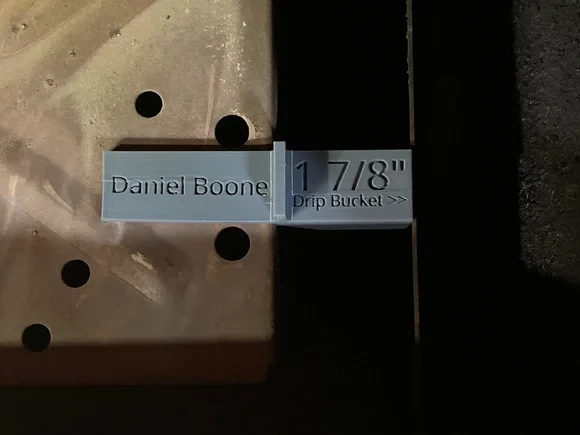 Daniel Boone
1 7/8"
Drip Bucket >>